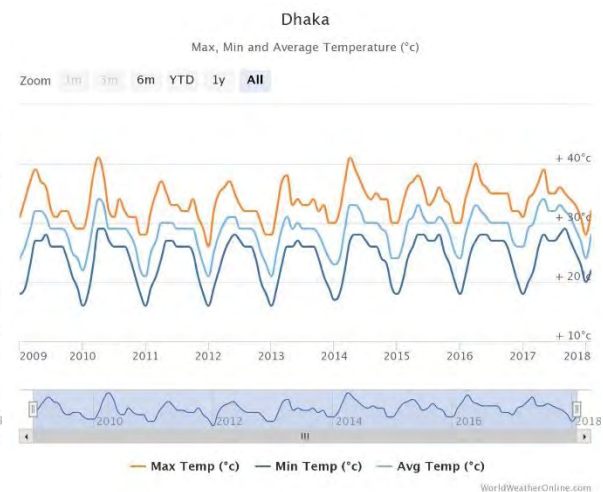 Dhaka
Max, Min and Average Temperature (°c)
Zoom 1m 3m 6m YTD 1y All
+ 40°c
+ 30°c
+ 20°c
+ 10°c
2009 2010 2011 2012 2013 2014 2015 2016 2017 2018
2010 2012 2014 2016 2018
Max Temp (°c) Min Temp (°c) Avg Temp (°c)
WorldWeatherOnline.com